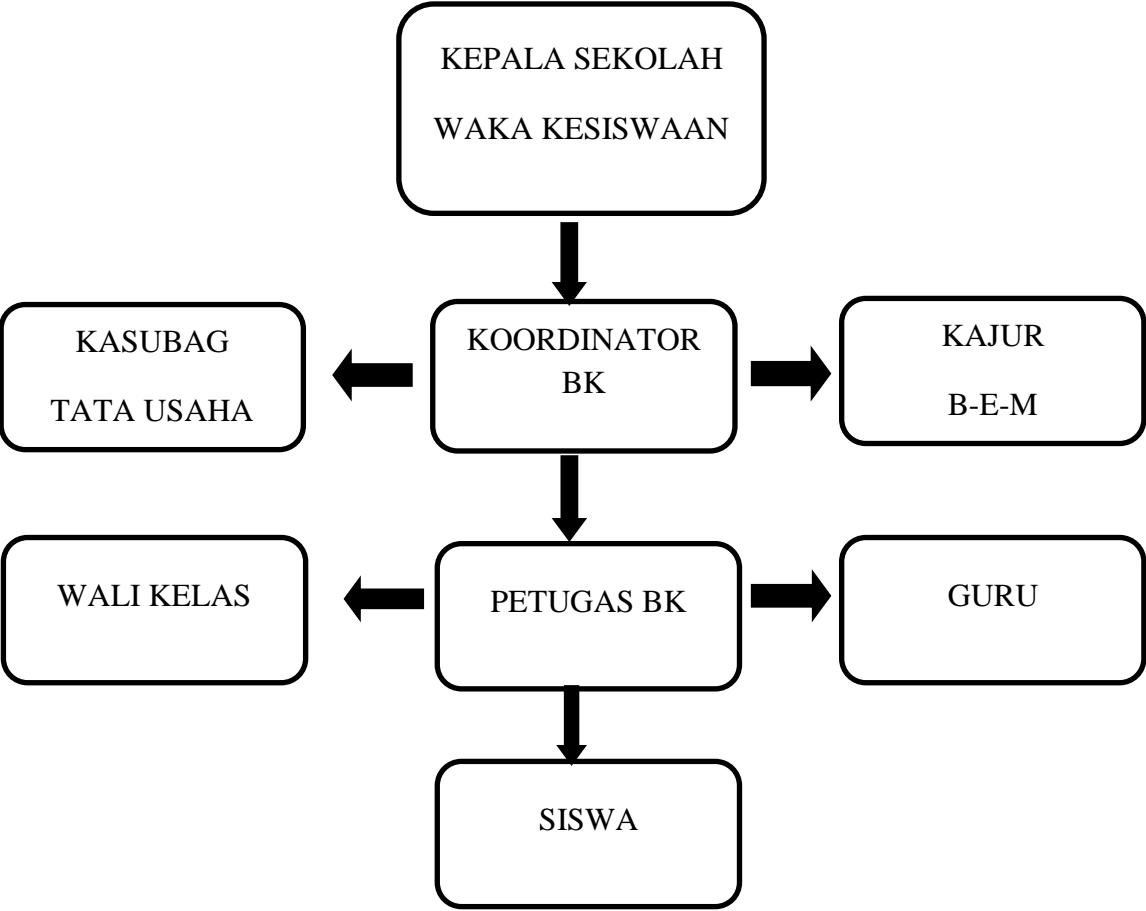 KEPALA SEKOLAH
WAKA KESISWAAN
KASUBAG
TATA USAHA
KOORDINATOR
BK
KAJUR
B-E-M
WALI KELAS
PETUGAS BK
GURU
SISWA